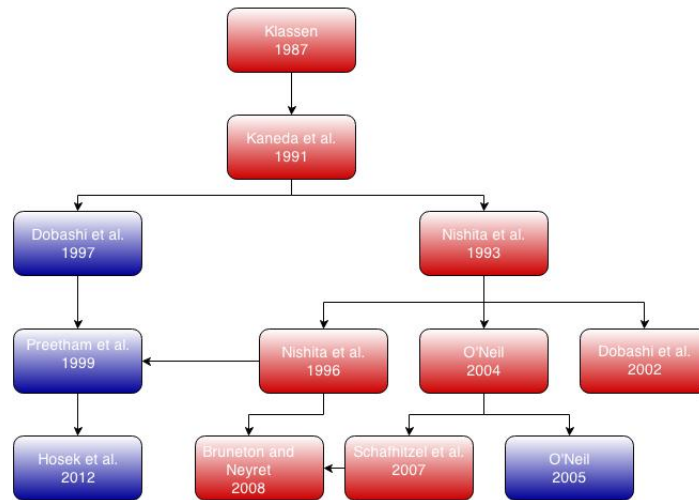 Klassen
1987
Kaneda et al.
1991
Dobashi et al.
1997
Nishita et al.
1993
Preetham et al.
1999
Nishita et al.
1996
O'Neil
2004
Dobashi et al.
2002
Hosek et al.
2012
Bruneton and
Neyret
2008
Schafhitzel et al.
2007
O'Neil
2005